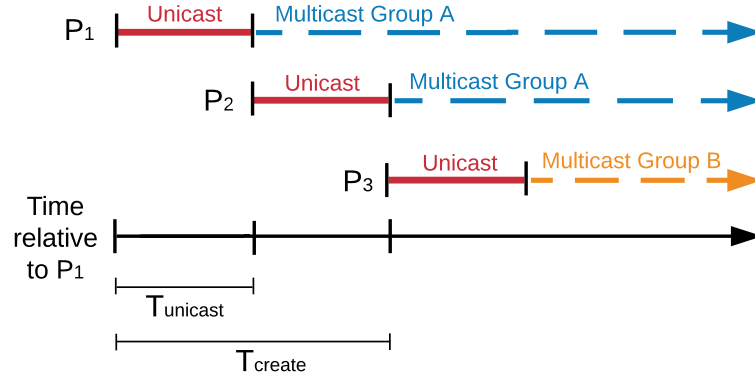 P1 Unicast Multicast Group A
P2 Unicast Multicast Group A
P3 Unicast Multicast Group B
Time
relative
to P1
Tunicast
Tcreate